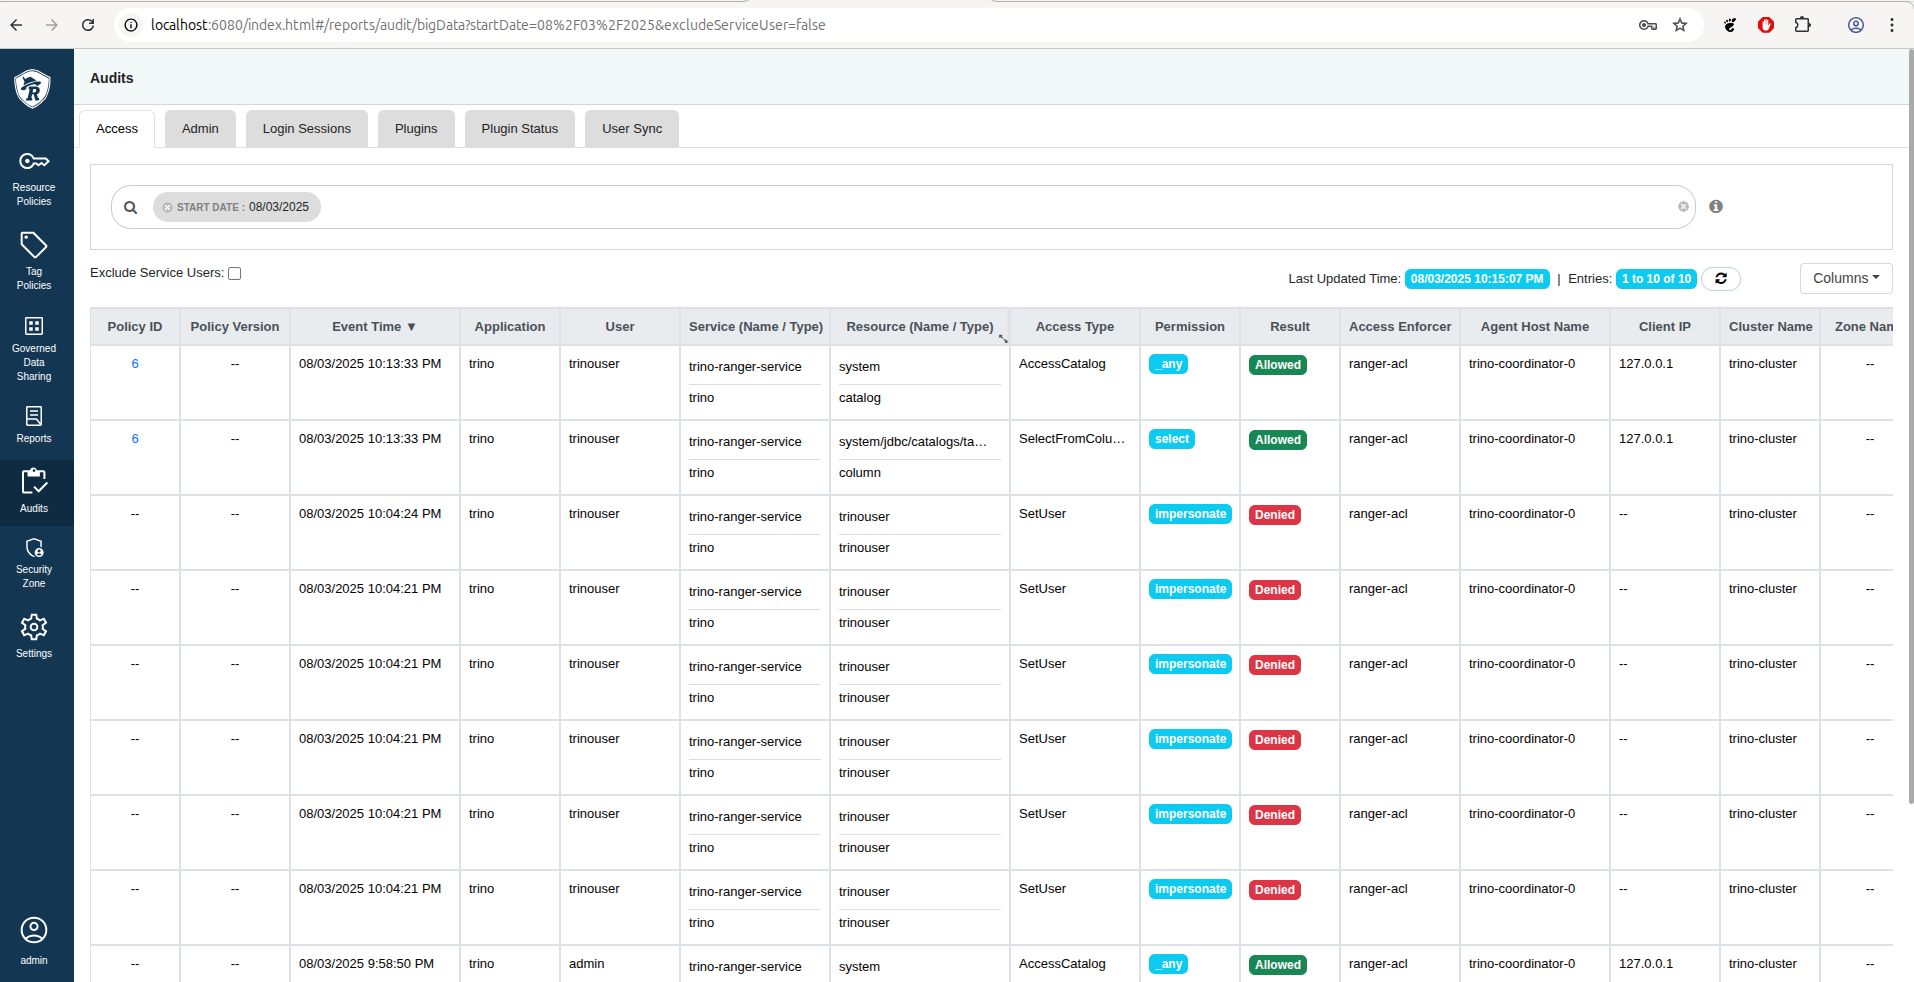 localhost:6080/index.html#/reports/audit/bigData?startDate=08%2F03%2F2025&excludeServiceUser=false
R
Resource
Policies
Tag
Policies
Governed
Data
Sharing
Reports
Audits
Security
Zone
Settings
admin
Audits
Access Admin Login Sessions Plugins Plugin Status User Sync
START DATE : 08/03/2025
Exclude Service Users:
Last Updated Time: 08/03/2025 10:15:07 PM | Entries: 1 to 10 of 10
Columns
Policy ID Policy Version Event Time ▼ Application User Service (Name / Type) Resource (Name / Type) Access Type Permission Result Access Enforcer Agent Host Name Client IP Cluster Name Zone Nam
6 -- 08/03/2025 10:13:33 PM trino trinouser trino-ranger-service system AccessCatalog _any Allowed ranger-acl trino-coordinator-0 127.0.0.1 trino-cluster --
trino catalog
6 -- 08/03/2025 10:13:33 PM trino trinouser trino-ranger-service system/jdbc/catalogs/ta… SelectFromColu… select Allowed ranger-acl trino-coordinator-0 127.0.0.1 trino-cluster --
trino column
-- -- 08/03/2025 10:04:24 PM trino trinouser trino-ranger-service trinouser SetUser impersonate Denied ranger-acl trino-coordinator-0 -- trino-cluster --
trino trinouser
-- -- 08/03/2025 10:04:21 PM trino trinouser trino-ranger-service trinouser SetUser impersonate Denied ranger-acl trino-coordinator-0 -- trino-cluster --
trino trinouser
-- -- 08/03/2025 10:04:21 PM trino trinouser trino-ranger-service trinouser SetUser impersonate Denied ranger-acl trino-coordinator-0 -- trino-cluster --
trino trinouser
-- -- 08/03/2025 10:04:21 PM trino trinouser trino-ranger-service trinouser SetUser impersonate Denied ranger-acl trino-coordinator-0 -- trino-cluster --
trino trinouser
-- -- 08/03/2025 10:04:21 PM trino trinouser trino-ranger-service trinouser SetUser impersonate Denied ranger-acl trino-coordinator-0 -- trino-cluster --
trino trinouser
-- -- 08/03/2025 10:04:21 PM trino trinouser trino-ranger-service trinouser SetUser impersonate Denied ranger-acl trino-coordinator-0 -- trino-cluster --
trino trinouser
-- -- 08/03/2025 9:58:50 PM trino admin trino-ranger-service system AccessCatalog _any Allowed ranger-acl trino-coordinator-0 127.0.0.1 trino-cluster --